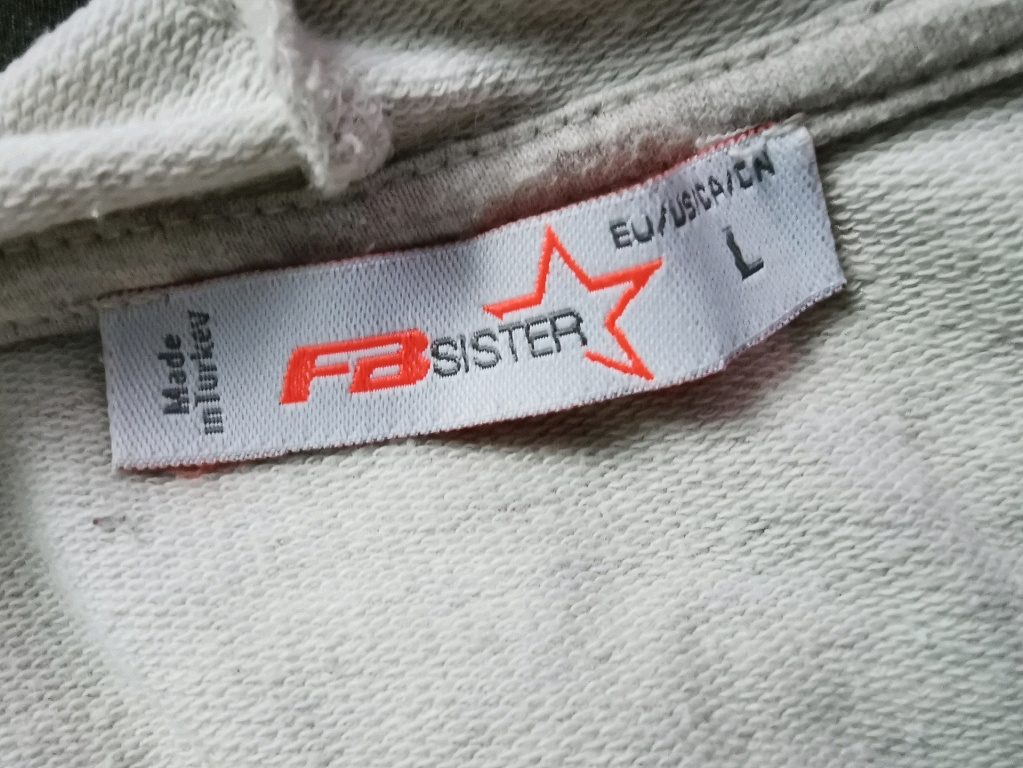 Made
in Turkey
FB SISTER
EU/US/CA/CN
L